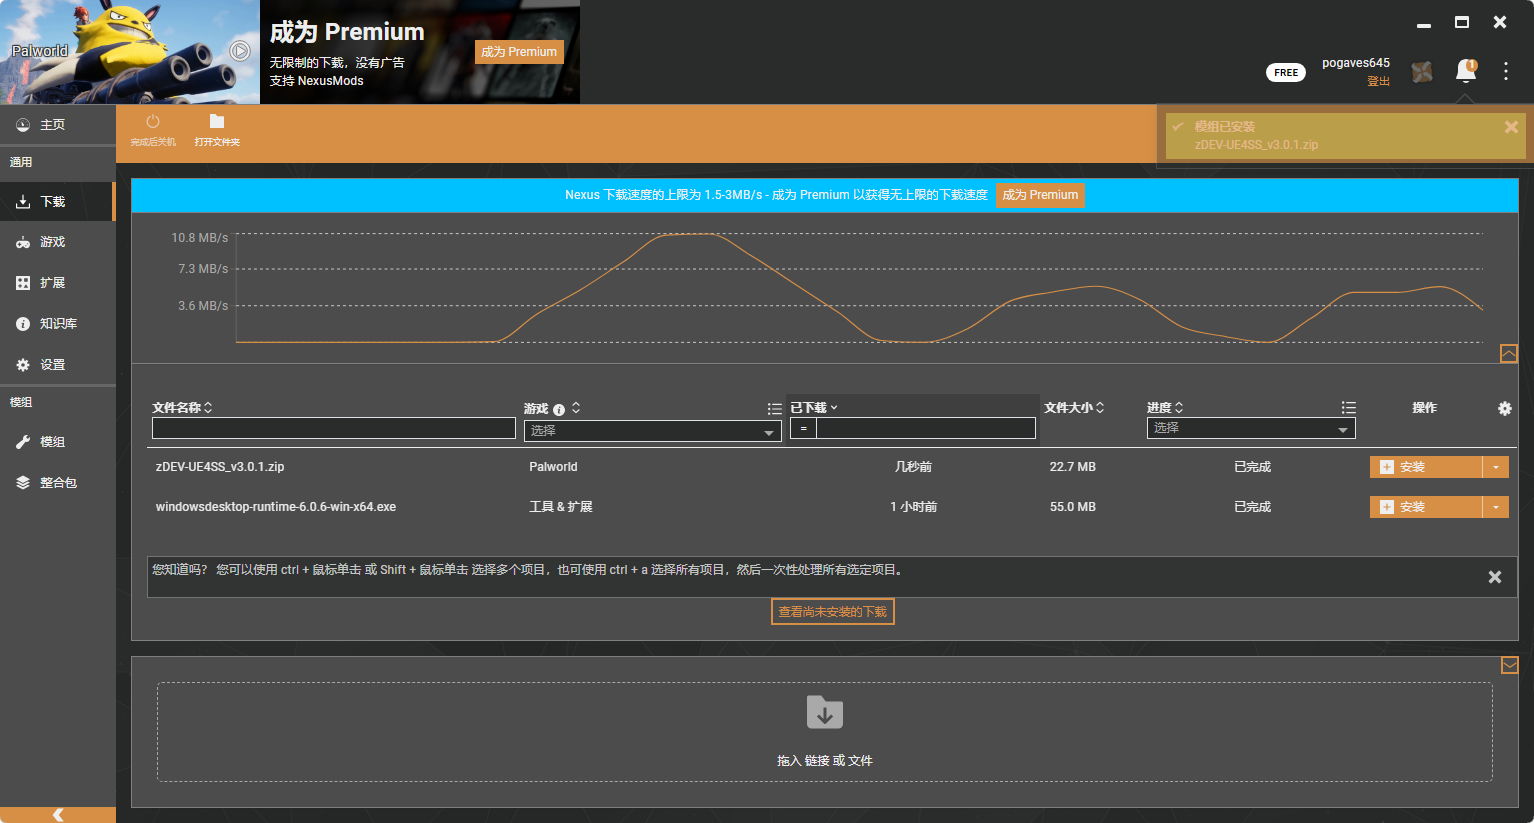 Palworld
成为 Premium
无限制的下载，没有广告
支持 NexusMods
成为 Premium
FREE
pogaves645
登出
1
主页
通用
下载
游戏
扩展
知识库
设置
模组
模组
整合包
完成后关机
打开文件夹
模组已安装
zDEV-UE4SS_v3.0.1.zip
Nexus 下载速度的上限为 1.5-3MB/s - 成为 Premium 以获得无上限的下载速度 成为 Premium
10.8 MB/s
7.3 MB/s
3.6 MB/s
文件名称 游戏 已下载 文件大小 进度 操作
选择 = 选择
zDEV-UE4SS_v3.0.1.zip Palworld 几秒前 22.7 MB 已完成 安装
windowsdesktop-runtime-6.0.6-win-x64.exe 工具 & 扩展 1 小时前 55.0 MB 已完成 安装
您知道吗？ 您可以使用 ctrl + 鼠标单击 或 Shift + 鼠标单击 选择多个项目，也可使用 ctrl + a 选择所有项目，然后一次性处理所有选定项目。
查看尚未安装的下载
拖入 链接 或 文件